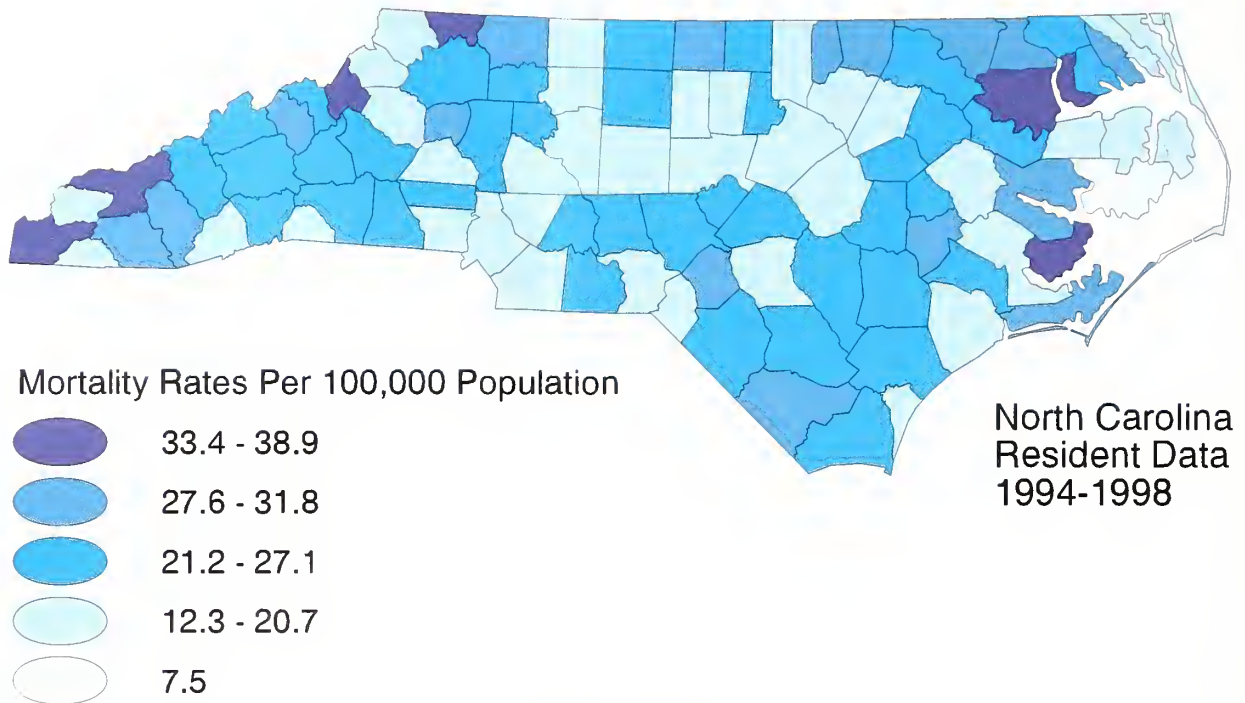 Mortality Rates Per 100,000 Population
33.4 - 38.9
27.6 - 31.8
21.2 - 27.1
12.3 - 20.7
7.5
North Carolina
Resident Data
1994-1998